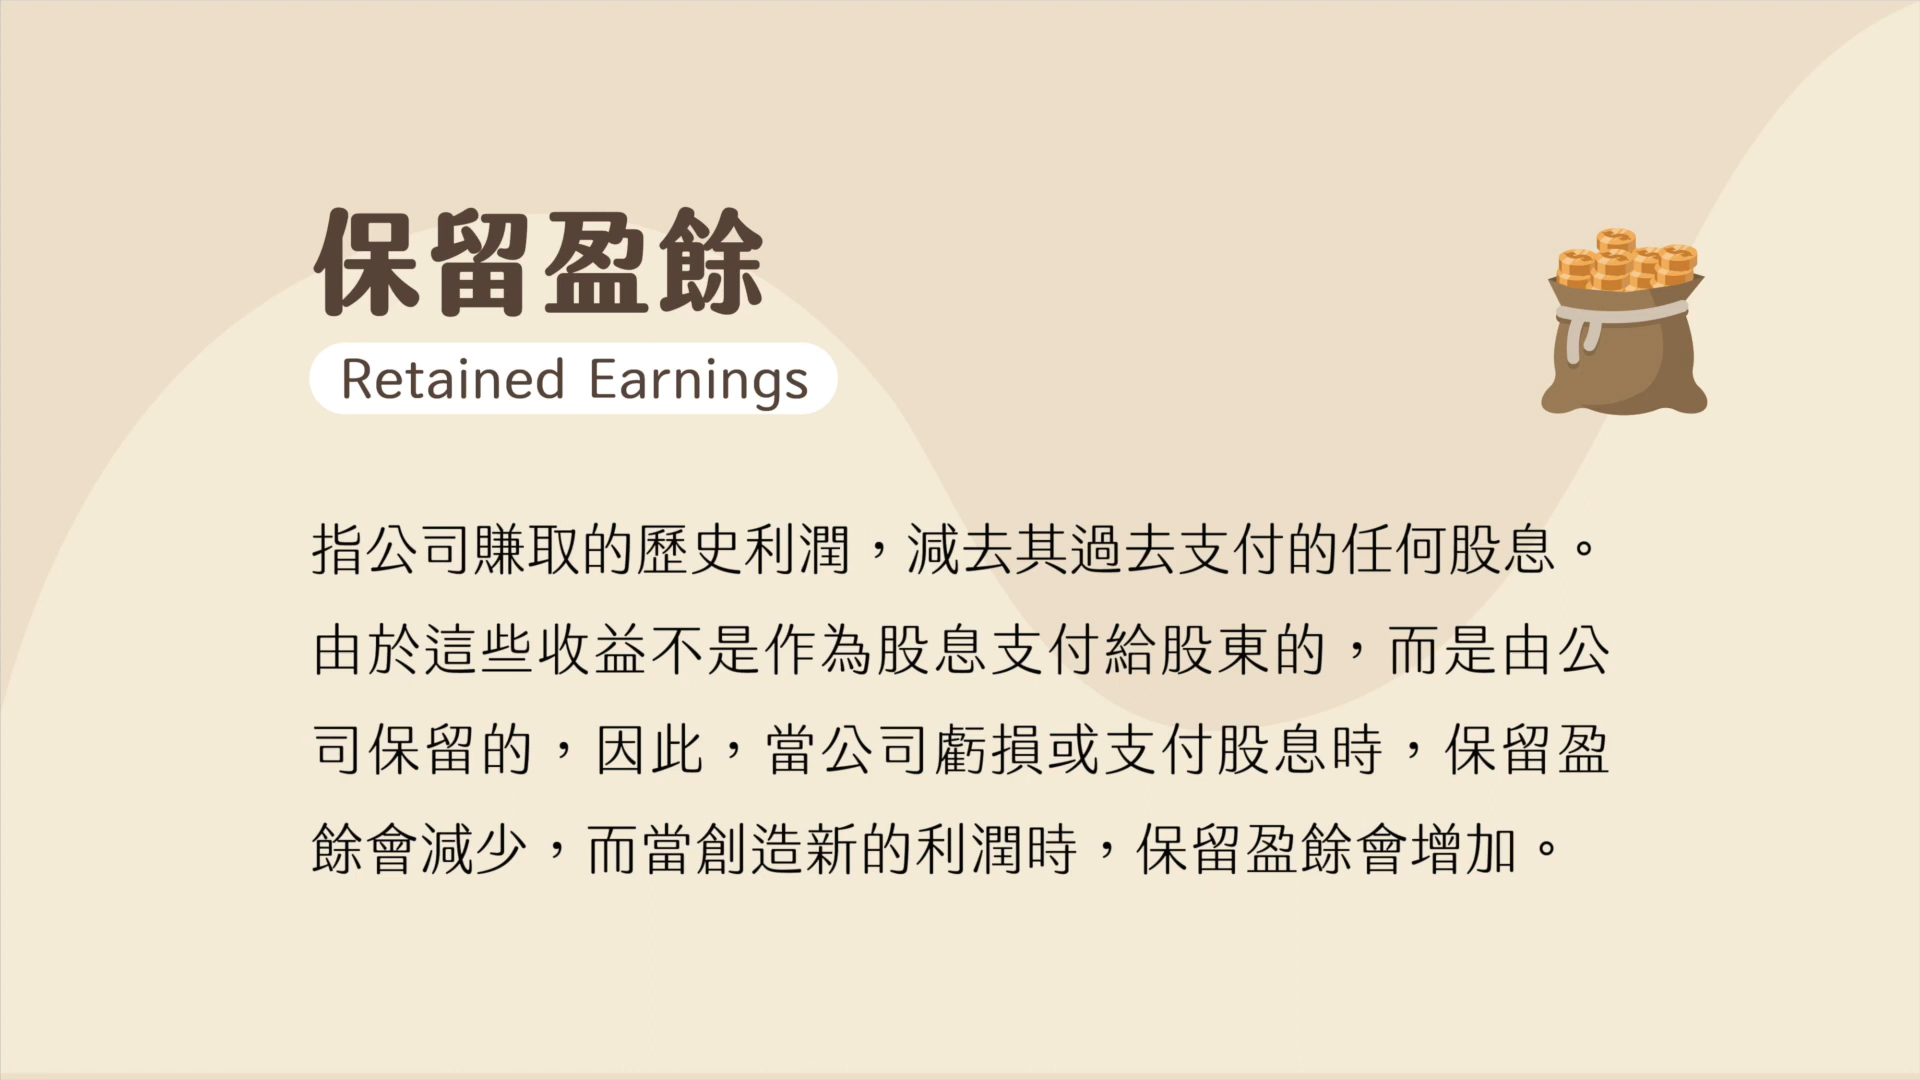 保留盈餘
Retained Earnings
指公司賺取的歷史利潤，減去其過去支付的任何股息。
由於這些收益不是作為股息支付給股東的，而是由公
司保留的，因此，當公司虧損或支付股息時，保留盈
餘會減少，而當創造新的利潤時，保留盈餘會增加。